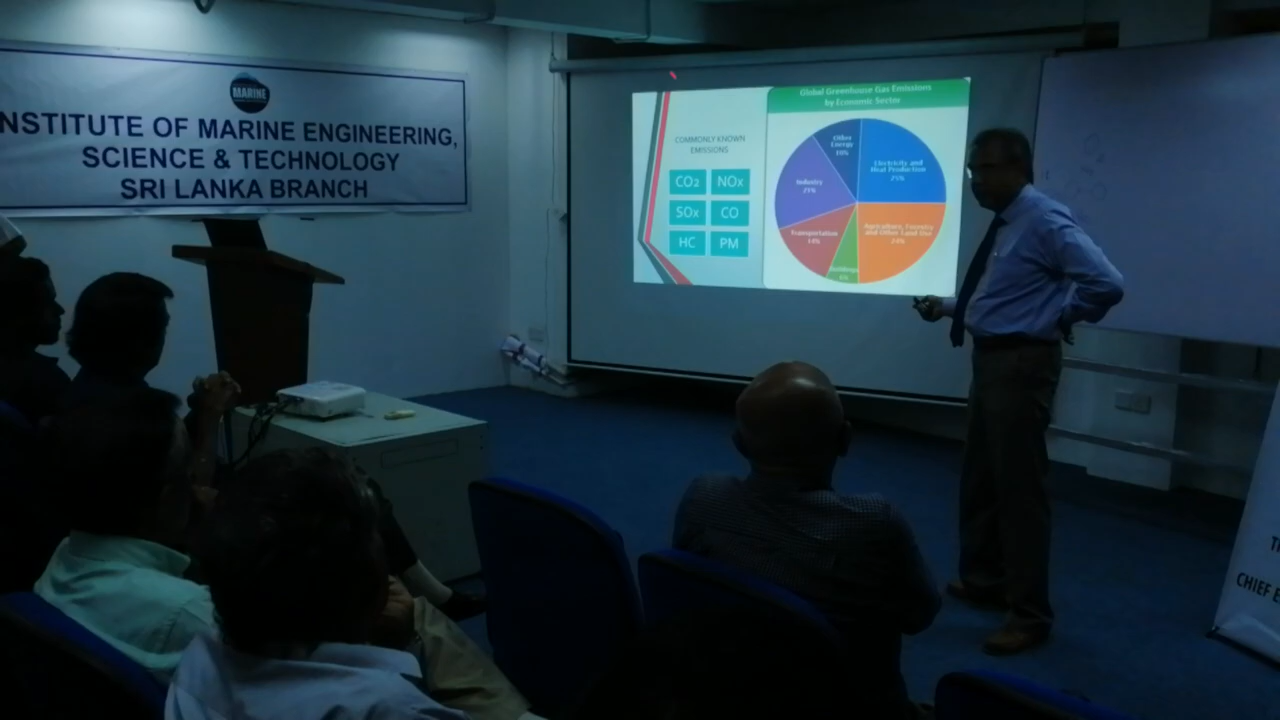 MARINE
NSTITUTE OF MARINE ENGINEERING,
SCIENCE & TECHNOLOGY
SRI LANKA BRANCH
COMMONLY KNOWN
EMISSIONS
CO2 NOx
SOx CO
HC PM
Global Greenhouse Gas Emissions
by Economic Sector
Other
Energy
10%
Electricity and
Heat Production
25%
Industry
21%
Transportation
14%
Buildings
6%
Agriculture, Forestry
and Other Land Use
24%
CHIEF E